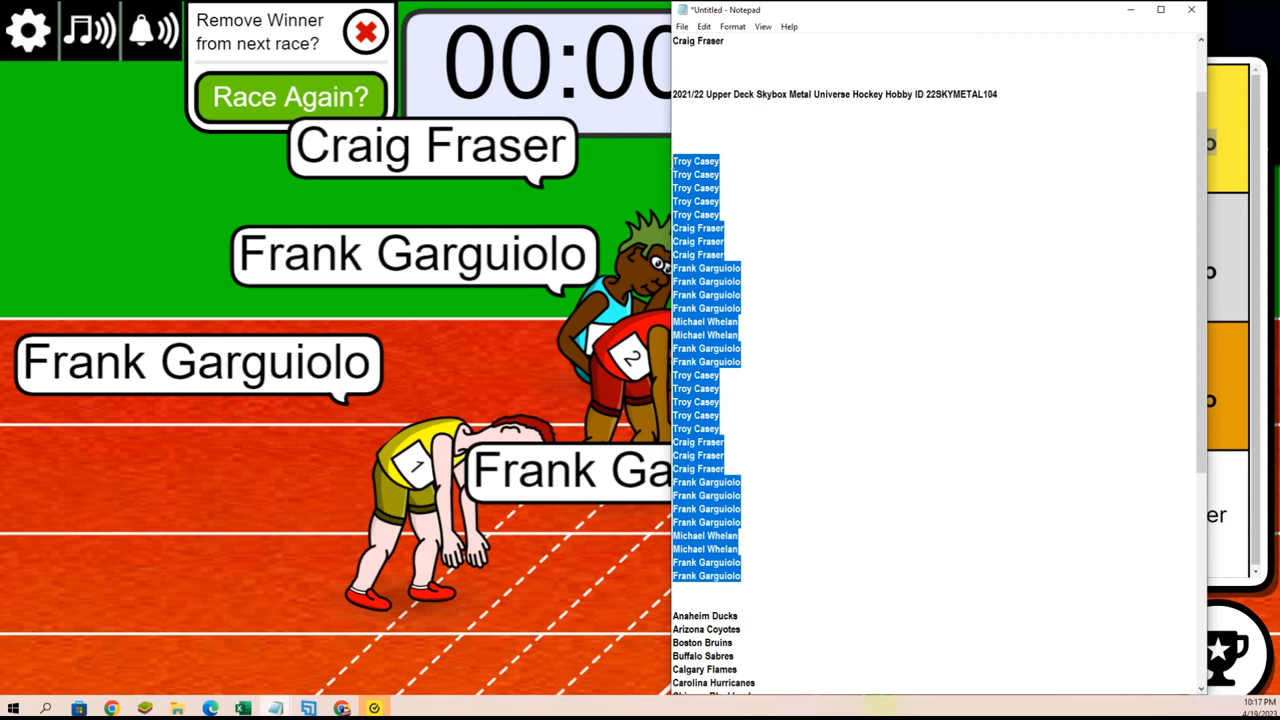 Remove Winner
from next race?
Race Again?
00:00
Craig Fraser
Frank Garguiolo
Frank Garguiolo
Frank Ga
1
2
*Untitled - Notepad
File Edit Format View Help
Craig Fraser
2021/22 Upper Deck Skybox Metal Universe Hockey Hobby ID 22SKYMETAL104
Troy Casey
Troy Casey
Troy Casey
Troy Casey
Troy Casey
Craig Fraser
Craig Fraser
Craig Fraser
Frank Garguiolo
Frank Garguiolo
Frank Garguiolo
Frank Garguiolo
Michael Whelan
Michael Whelan
Frank Garguiolo
Frank Garguiolo
Troy Casey
Troy Casey
Troy Casey
Troy Casey
Troy Casey
Craig Fraser
Craig Fraser
Craig Fraser
Frank Garguiolo
Frank Garguiolo
Frank Garguiolo
Frank Garguiolo
Michael Whelan
Michael Whelan
Frank Garguiolo
Frank Garguiolo
Anaheim Ducks
Arizona Coyotes
Boston Bruins
Buffalo Sabres
Calgary Flames
Carolina Hurricanes
o
o
o
er
10:17 PM
4/19/2023